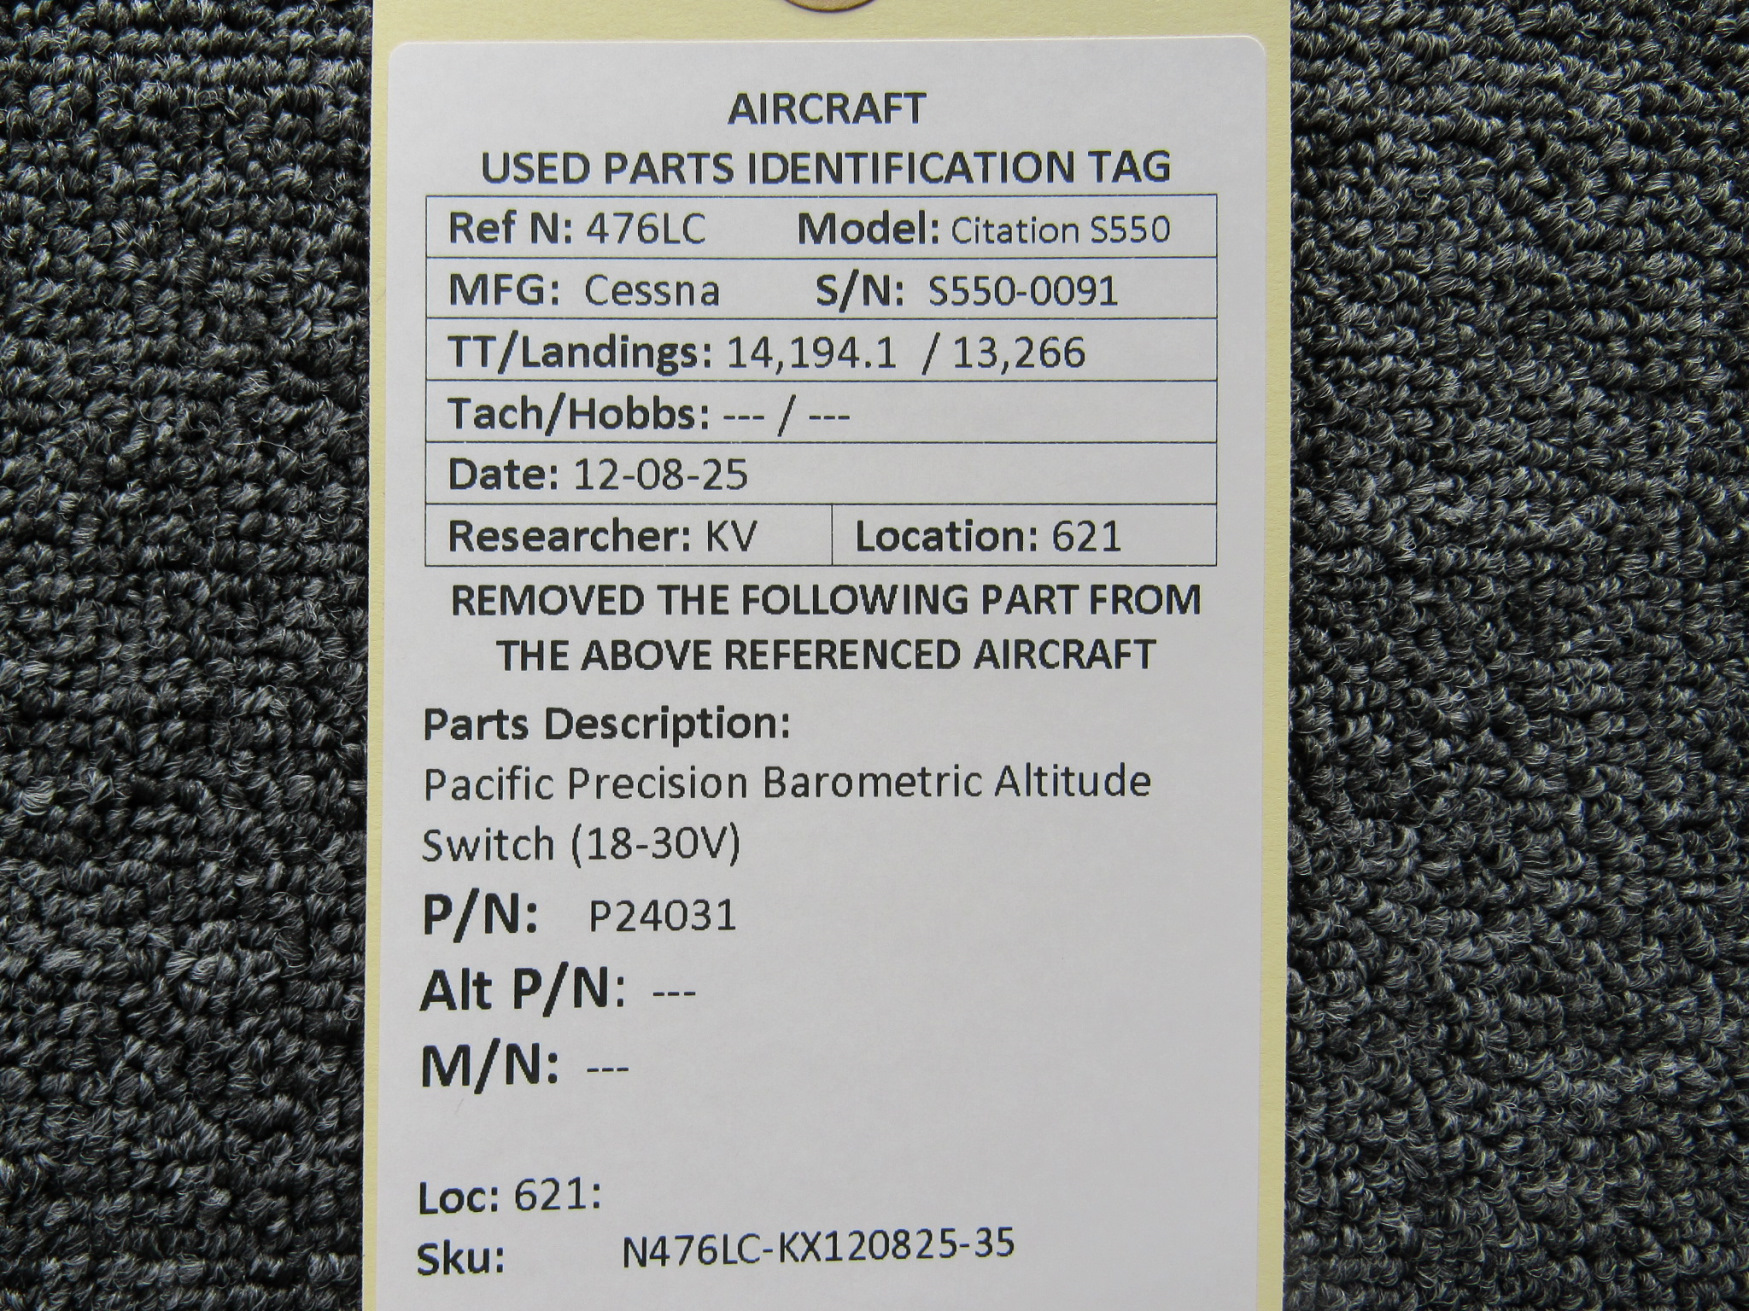 AIRCRAFT
USED PARTS IDENTIFICATION TAG
Ref N: 476LC Model: Citation S550
MFG: Cessna S/N: S550-0091
TT/Landings: 14,194.1 / 13,266
Tach/Hobbs: --- / ---
Date: 12-08-25
Researcher: KV Location: 621
REMOVED THE FOLLOWING PART FROM
THE ABOVE REFERENCED AIRCRAFT
Parts Description:
Pacific Precision Barometric Altitude
Switch (18-30V)
P/N: P24031
Alt P/N: ---
M/N: ---
Loc: 621:
Sku: N476LC-KX120825-35